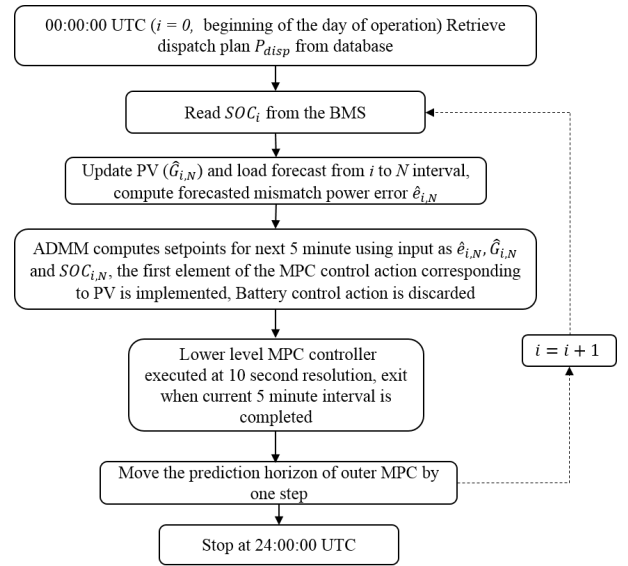 00:00:00 UTC (i = 0, beginning of the day of operation) Retrieve
dispatch plan P_disp from database
Read SOC_i from the BMS
Update PV (Ĝ_{i,N}) and load forecast from i to N interval,
compute forecasted mismatch power error ê_{i,N}
ADMM computes setpoints for next 5 minute using input as ê_{i,N}, Ĝ_{i,N}
and SOC_{i,N}, the first element of the MPC control action corresponding
to PV is implemented, Battery control action is discarded
Lower level MPC controller
executed at 10 second resolution, exit
when current 5 minute interval is
completed
i = i + 1
Move the prediction horizon of outer MPC by
one step
Stop at 24:00:00 UTC